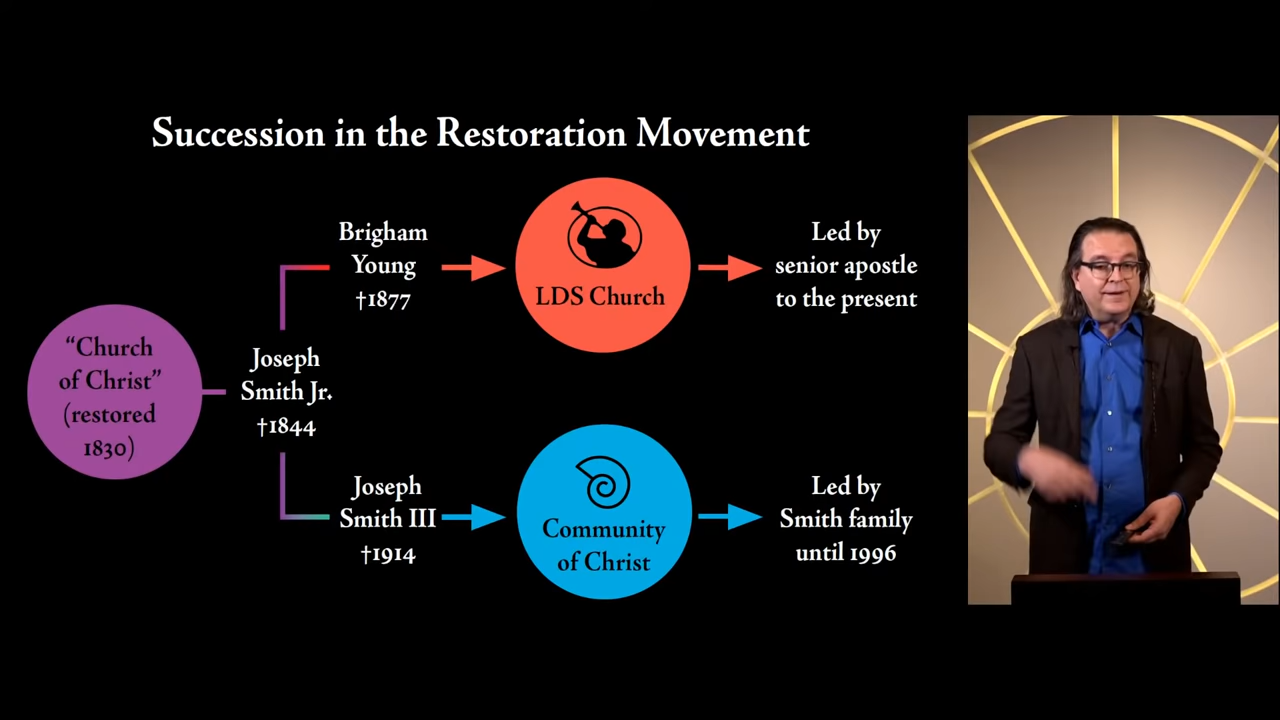 Succession in the Restoration Movement
“Church
of Christ”
(restored
1830)
Joseph
Smith Jr.
†1844
Brigham
Young
†1877
LDS Church
Led by
senior apostle
to the present
Joseph
Smith III
†1914
Community
of Christ
Led by
Smith family
until 1996